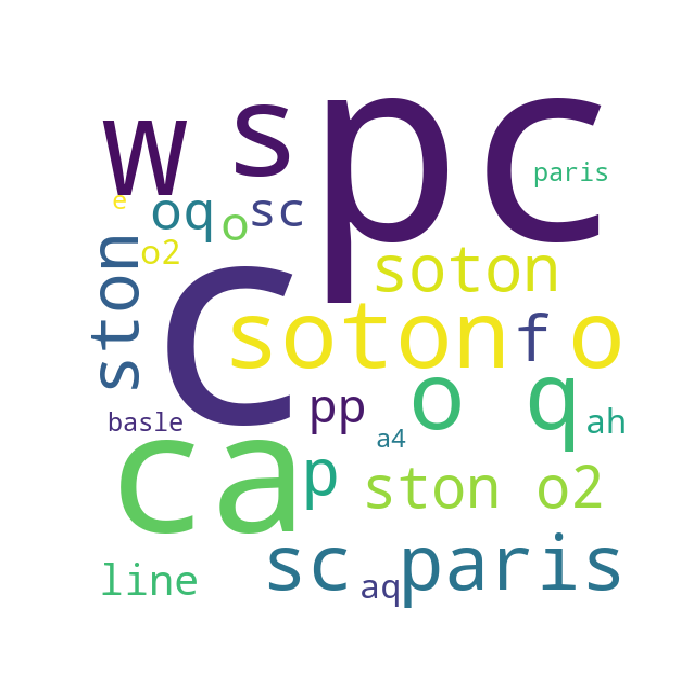 w s pc
paris
e oq o sc
o2
ston
soton
c soton f o
pp o q
basle a4 ah
ca p ston o2
line sc paris
aq